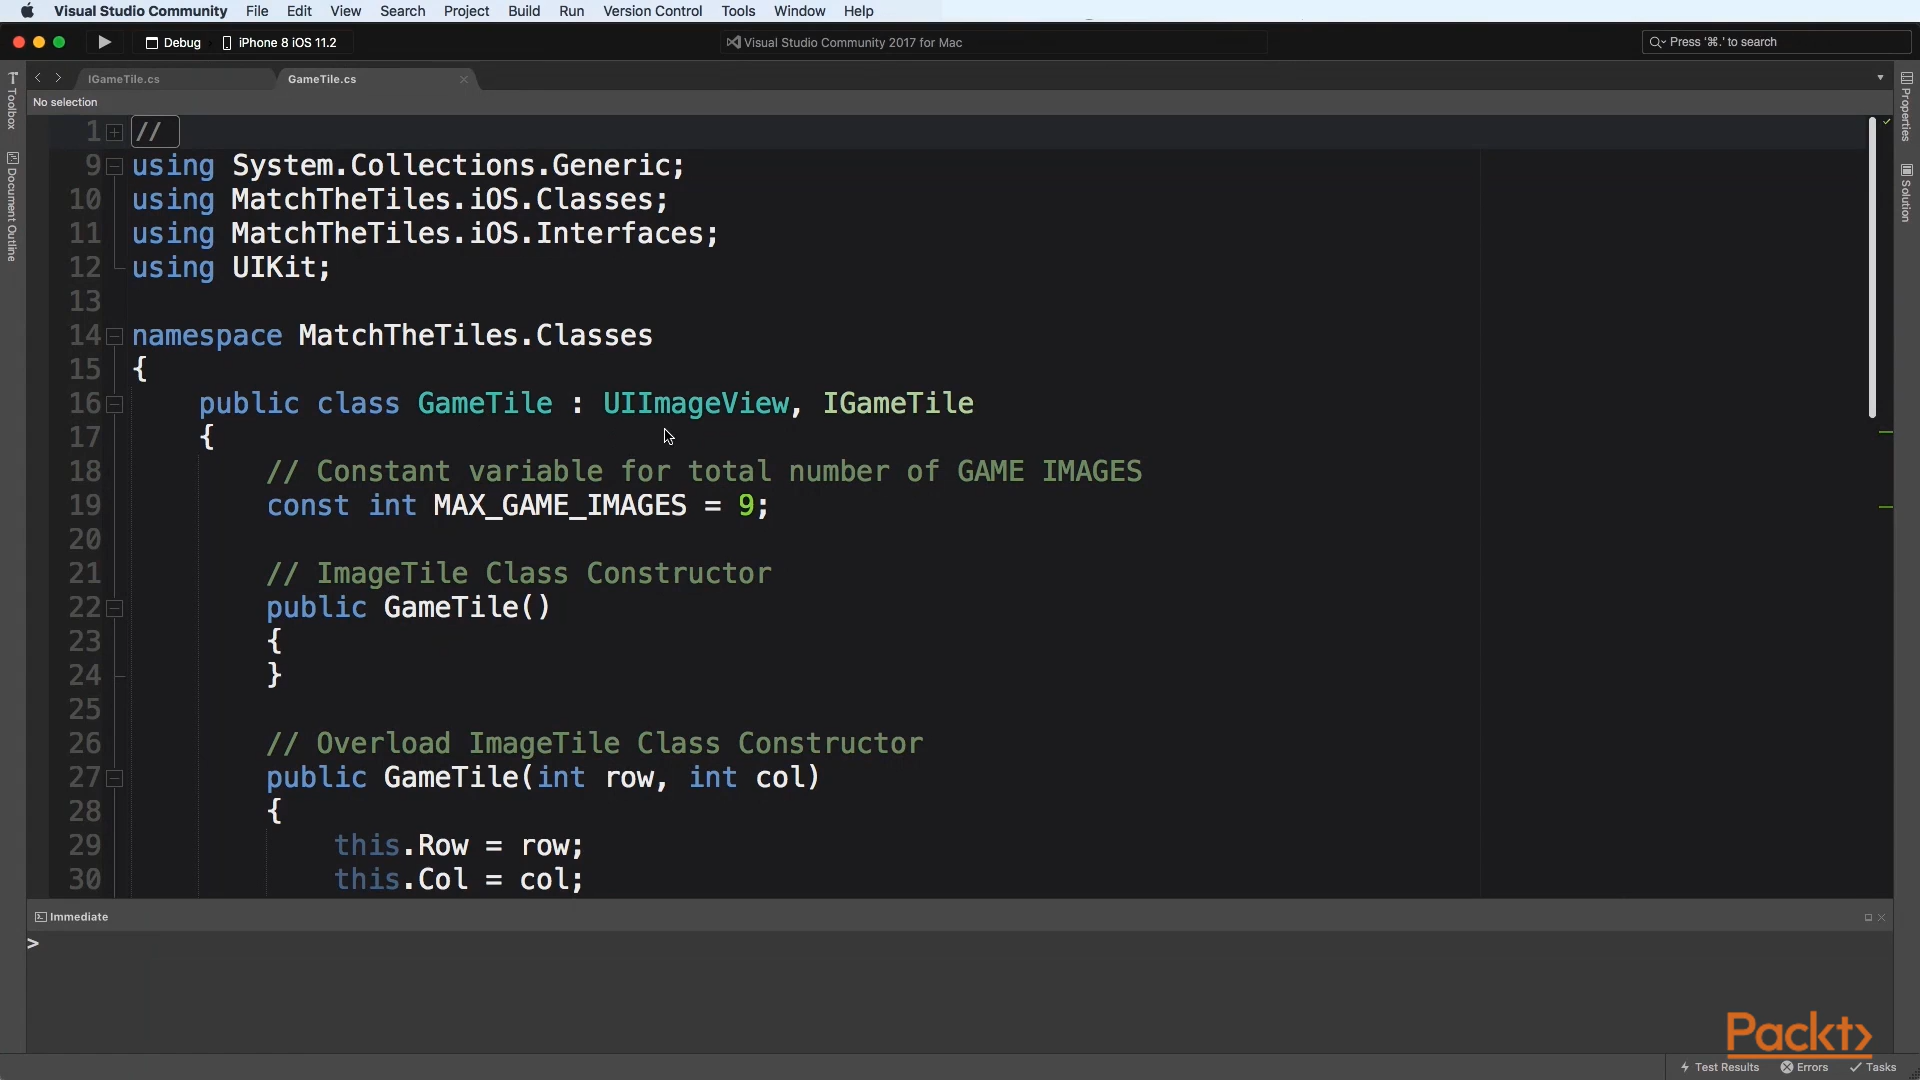 Visual Studio Community File Edit View Search Project Build Run Version Control Tools Window Help
Debug iPhone 8 iOS 11.2 Visual Studio Community 2017 for Mac Press '⌘.' to search
IGameTile.cs GameTile.cs
No selection
Toolbox
Document Outline
Properties
Solution
1 //
9 using System.Collections.Generic;
10 using MatchTheTiles.iOS.Classes;
11 using MatchTheTiles.iOS.Interfaces;
12 using UIKit;
13
14 namespace MatchTheTiles.Classes
15 {
16 public class GameTile : UIImageView, IGameTile
17 {
18 // Constant variable for total number of GAME IMAGES
19 const int MAX_GAME_IMAGES = 9;
20
21 // ImageTile Class Constructor
22 public GameTile()
23 {
24 }
25
26 // Overload ImageTile Class Constructor
27 public GameTile(int row, int col)
28 {
29 this.Row = row;
30 this.Col = col;
Immediate
>
Packt>
Test Results Errors Tasks